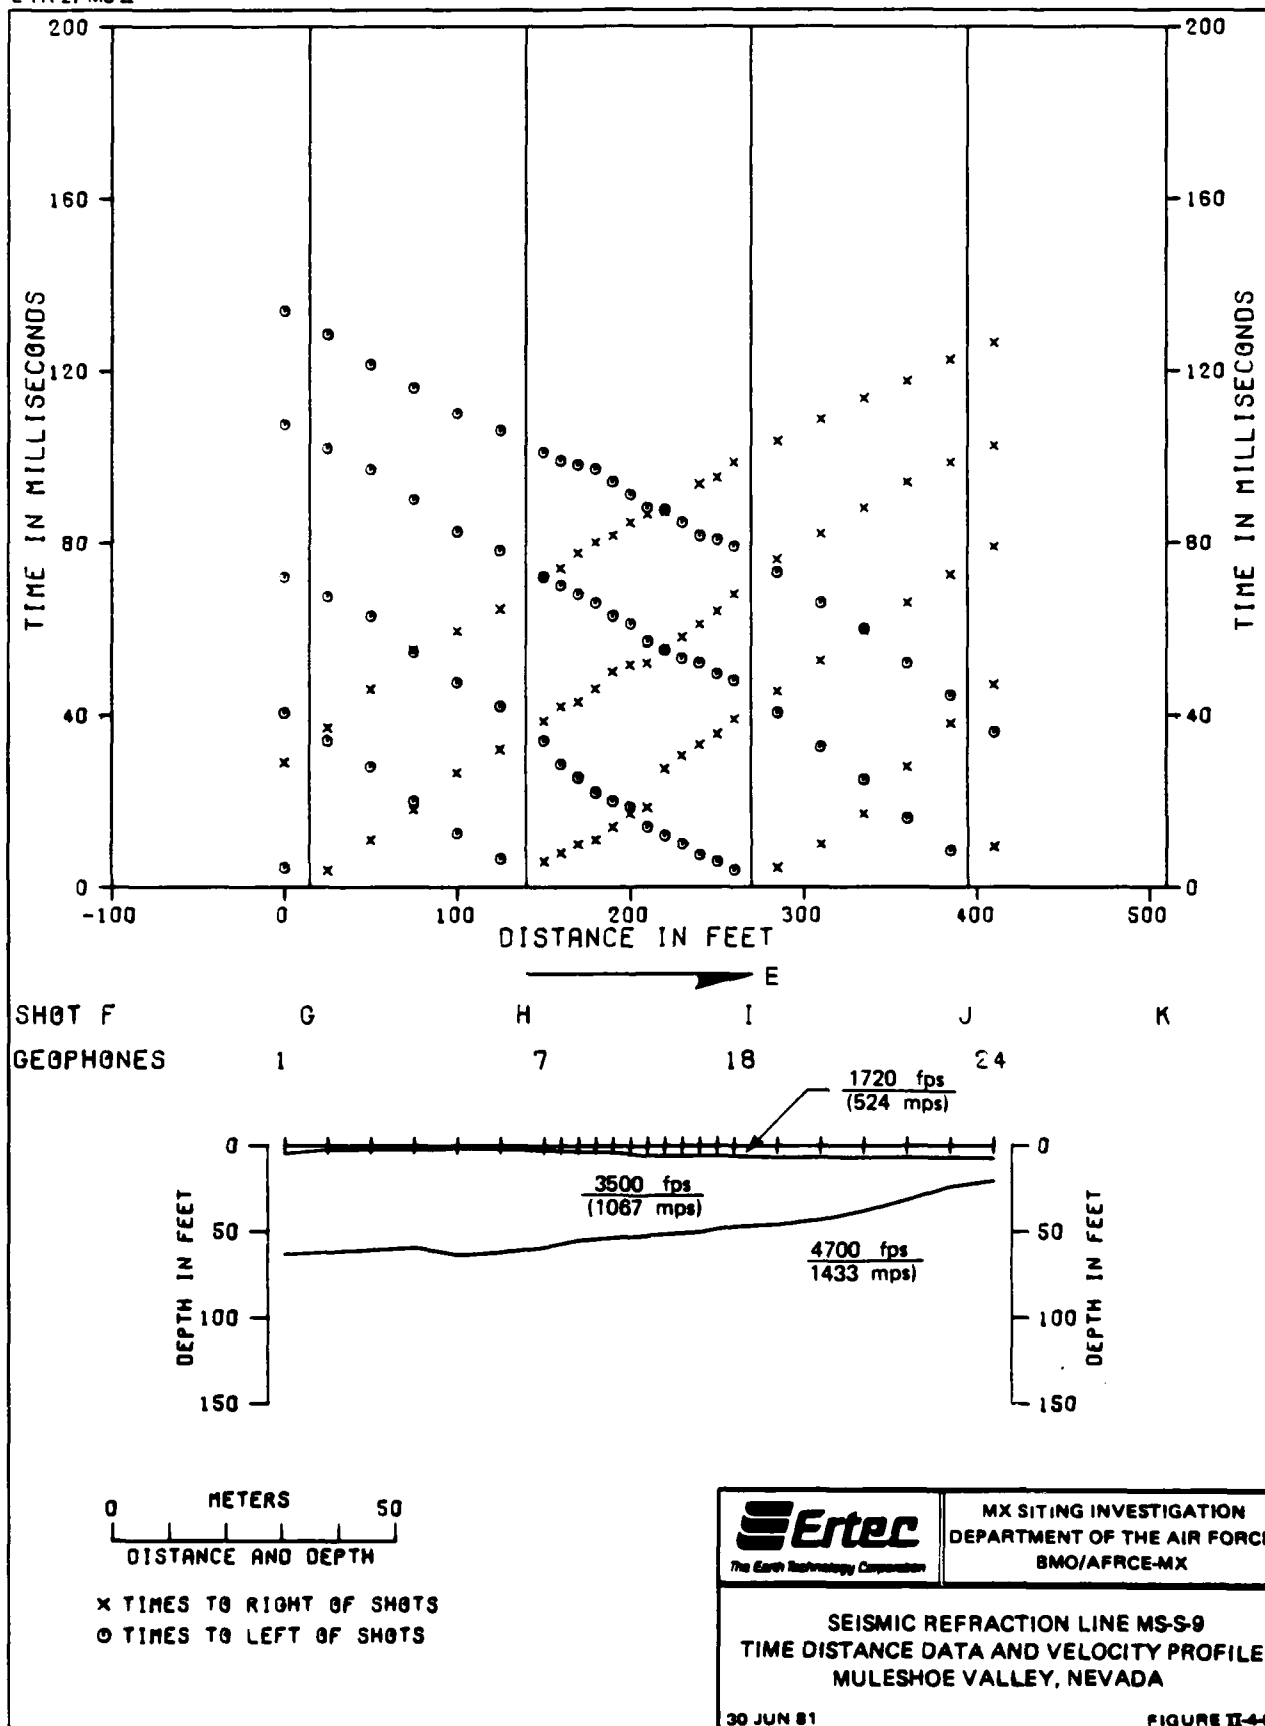 200
160
120
80
40
0
TIME IN MILLISECONDS
200
160
120
80
40
0
TIME IN MILLISECONDS
-100 0 100 200 300 400 500
DISTANCE IN FEET
E
SHOT F G H I J K
GEOPHONES 1 7 18 24
1720 fps
(524 mps)
3500 fps
(1067 mps)
4700 fps
1433 mps)
0
50
100
150
DEPTH IN FEET
0
50
100
150
DEPTH IN FEET
METERS
0 50
DISTANCE AND DEPTH
x TIMES TO RIGHT OF SHOTS
⊙ TIMES TO LEFT OF SHOTS
Ertec
The Earth Technology Corporation
MX SITING INVESTIGATION
DEPARTMENT OF THE AIR FORCE
BMO/AFRCE-MX
SEISMIC REFRACTION LINE MS-S-9
TIME DISTANCE DATA AND VELOCITY PROFILE
MULESHOE VALLEY, NEVADA
30 JUN 81
FIGURE II-4-